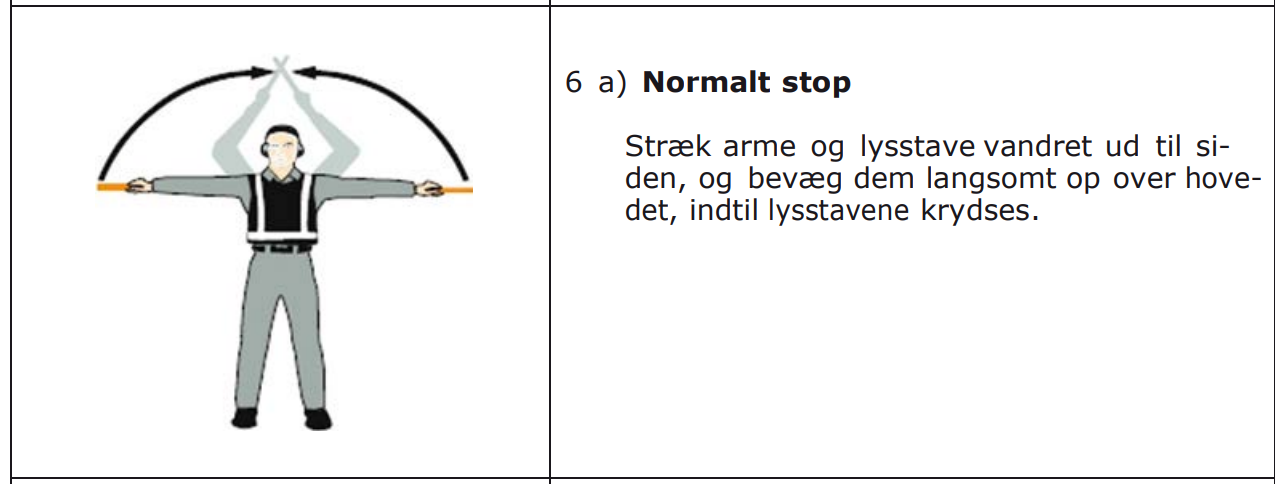 6 a) Normalt stop
Stræk arme og lysstave vandret ud til si-
den, og bevæg dem langsomt op over hove-
det, indtil lysstavene krydses.